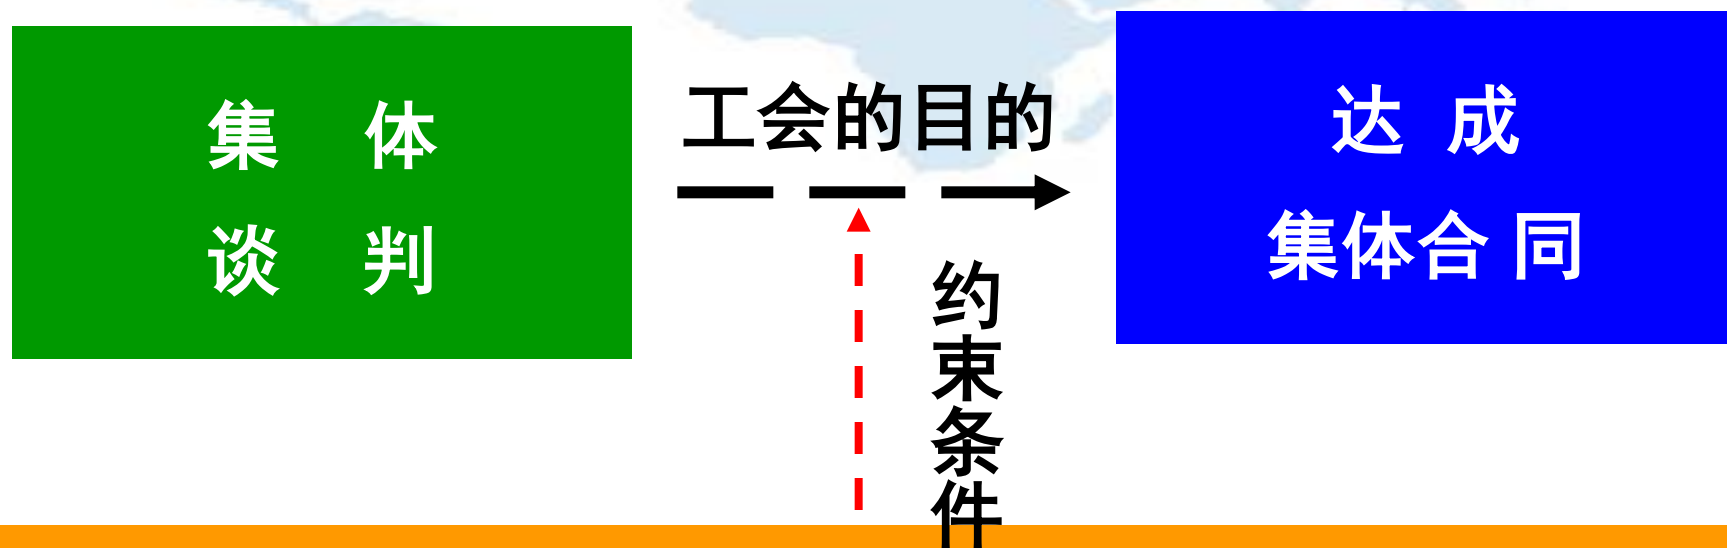 集 体
谈 判
工会的目的
约
束
条
件
达 成
集体合 同